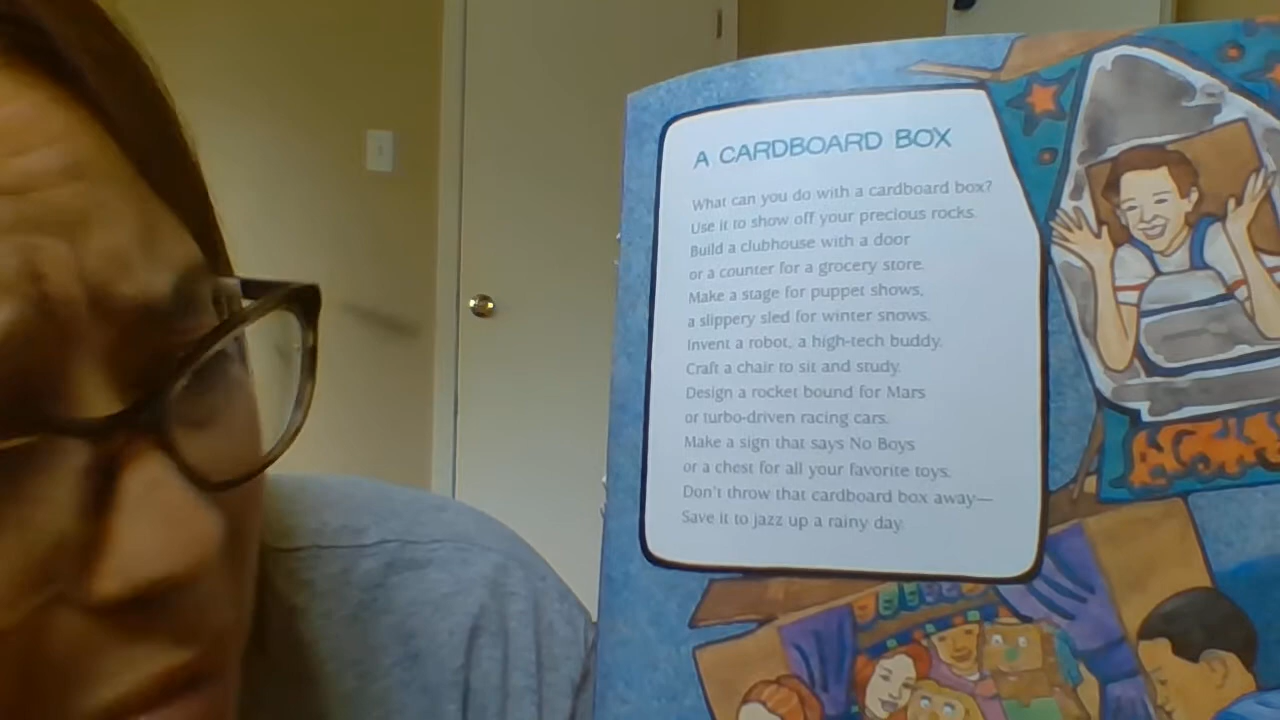 A CARDBOARD BOX
What can you do with a cardboard box?
Use it to show off your precious rocks.
Build a clubhouse with a door
or a counter for a grocery store.
Make a stage for puppet shows,
a slippery sled for winter snows.
Invent a robot, a high-tech buddy.
Craft a chair to sit and study.
Design a rocket bound for Mars
or turbo-driven racing cars.
Make a sign that says No Boys
or a chest for all your favorite toys.
Don't throw that cardboard box away—
Save it to jazz up a rainy day.